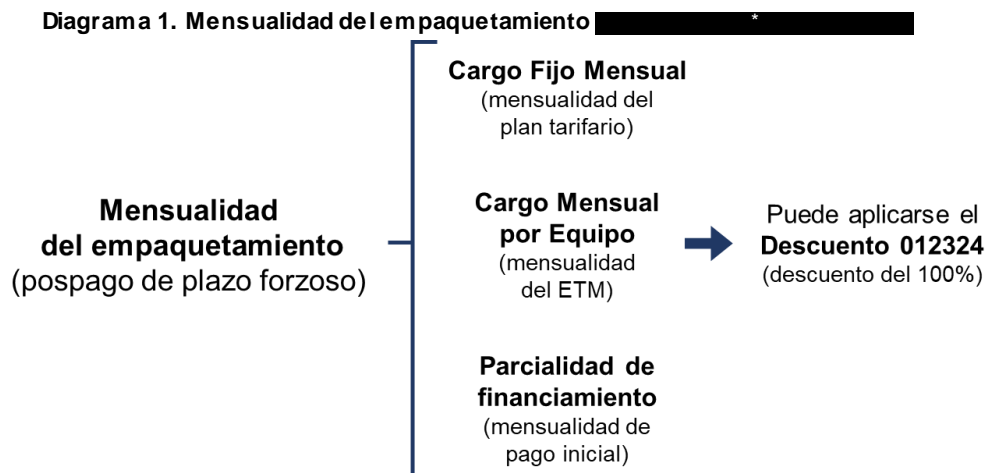 Diagrama 1. Mensualidad del empaquetamiento *
Cargo Fijo Mensual
(mensualidad del
plan tarifario)
Mensualidad
del empaquetamiento
(pospago de plazo forzoso)
Cargo Mensual
por Equipo
(mensualidad
del ETM)
Puede aplicarse el
Descuento 012324
(descuento del 100%)
Parcialidad de
financiamiento
(mensualidad de
pago inicial)